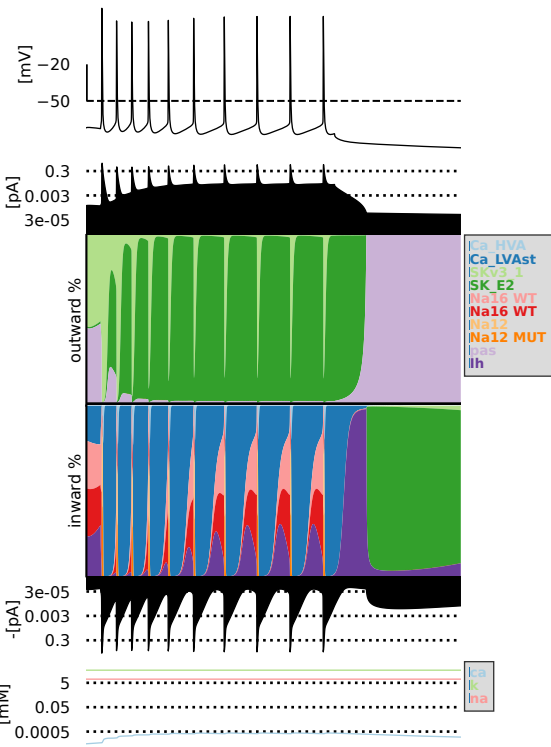 [mV]
−20
−50
[pA]
0.3
0.003
3e-05
outward %
Ca_HVA
Ca_LVAst
SKv3_1
SK_E2
Na16 WT
Na16 WT
Na12
Na12 MUT
pas
Ih
inward %
-[pA]
3e-05
0.003
0.3
[mM]
5
0.05
0.0005
ca
k
na